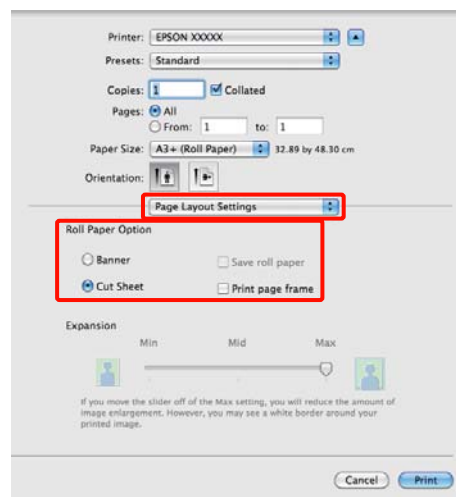 Printer: EPSON XXXXX
Presets: Standard
Copies: 1 Collated
Pages: All
From: 1 to: 1
Paper Size: A3+ (Roll Paper) 32.89 by 48.30 cm
Orientation:
Page Layout Settings
Roll Paper Option
Banner Save roll paper
Cut Sheet Print page frame
Expansion
Min Mid Max
If you move the slider off of the Max setting, you will reduce the amount of
image enlargement. However, you may see a white border around your
printed image.
Cancel Print